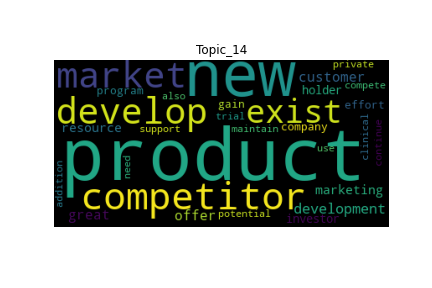 Topic_14
private
market new customer compete
program also holder
develop gain exist effort
resource trial
support maintain company clinical
product continue
need use
addition competitor marketing
great offer potential development
investor